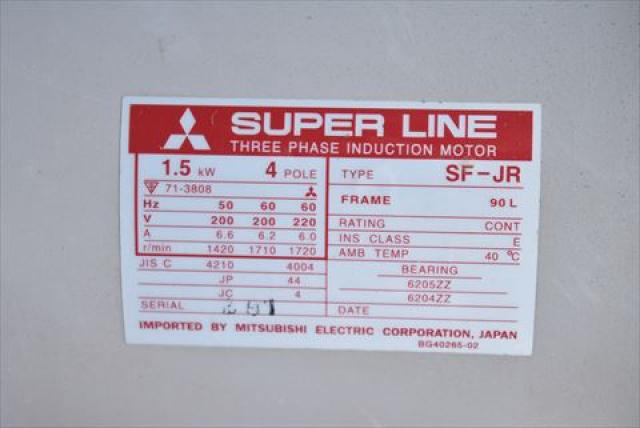 SUPER LINE
THREE PHASE INDUCTION MOTOR
1.5 kW 4 POLE
71-3808
Hz 50 60 60
V 200 200 220
A 6.6 6.2 6.0
r/min 1420 1710 1720
JIS C 4210 4004
JP 44
JC 4
SERIAL
TYPE SF-JR
FRAME 90 L
RATING CONT
INS CLASS E
AMB TEMP 40 °C
BEARING
6205ZZ
6204ZZ
DATE
IMPORTED BY MITSUBISHI ELECTRIC CORPORATION, JAPAN
BG40265-02